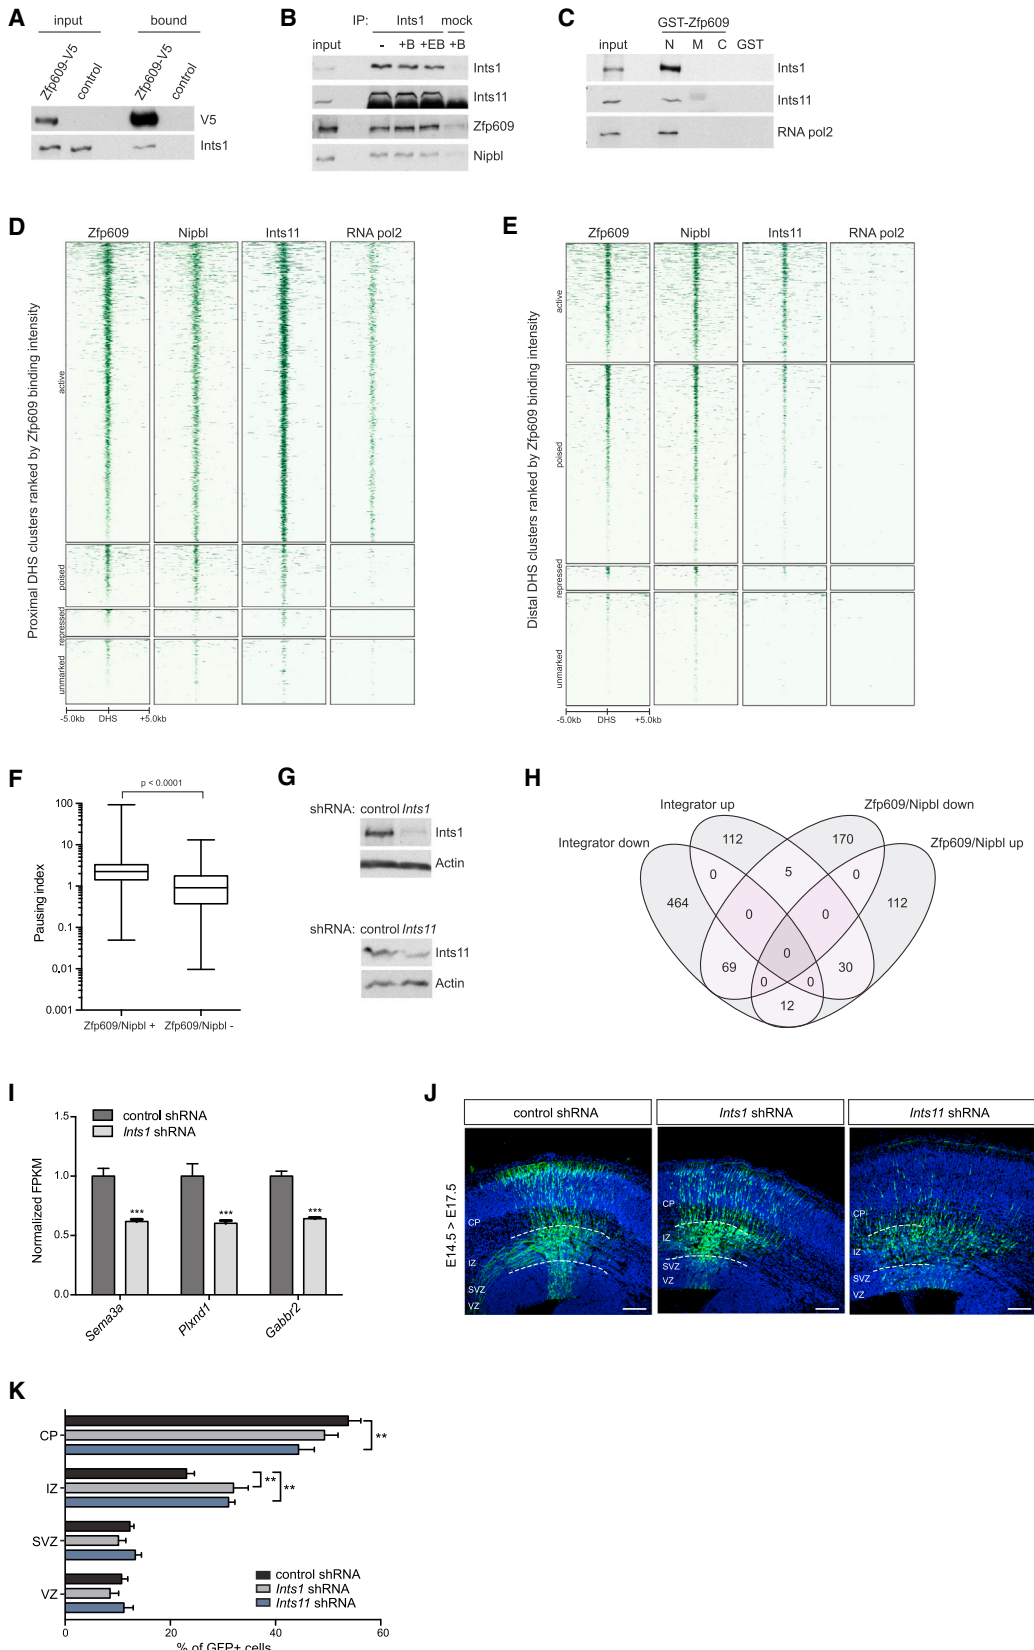 A
input bound
Zfp609-V5 control Zfp609-V5 control
V5
Ints1
B
IP: Ints1 mock
input - +B +EB +B
Ints1
Ints11
Zfp609
Nipbl
C
GST-Zfp609
input N M C GST
Ints1
Ints11
RNA pol2
D
Zfp609 Nipbl Ints11 RNA pol2
Proximal DHS clusters ranked by Zfp609 binding intensity
active
poised
repressed
unmarked
-5.0kb DHS +5.0kb
E
Zfp609 Nipbl Ints11 RNA pol2
Distal DHS clusters ranked by Zfp609 binding intensity
active
poised
repressed
unmarked
-5.0kb DHS +5.0kb
F
p < 0.0001
Pausing index
100
10
1
0.1
0.01
0.001
Zfp609/Nipbl + Zfp609/Nipbl -
G
shRNA: control Ints1
Ints1
Actin
shRNA: control Ints11
Ints11
Actin
H
Integrator up Zfp609/Nipbl down
Integrator down Zfp609/Nipbl up
112 170
0 5 0
464 112
0 0
0
69 30
0 0
12
I
control shRNA
Ints1 shRNA
Normalized FPKM
1.5
1.0
0.5
0.0
*** *** ***
Sema3a Plxnd1 Gabbr2
J
control shRNA Ints1 shRNA Ints11 shRNA
E14.5 > E17.5
CP
IZ
SVZ
VZ
CP
IZ
SVZ
VZ
CP
IZ
SVZ
VZ
K
CP
**
IZ
** **
SVZ
VZ
control shRNA
Ints1 shRNA
Ints11 shRNA
0 20 40 60
% of GFP+ cells